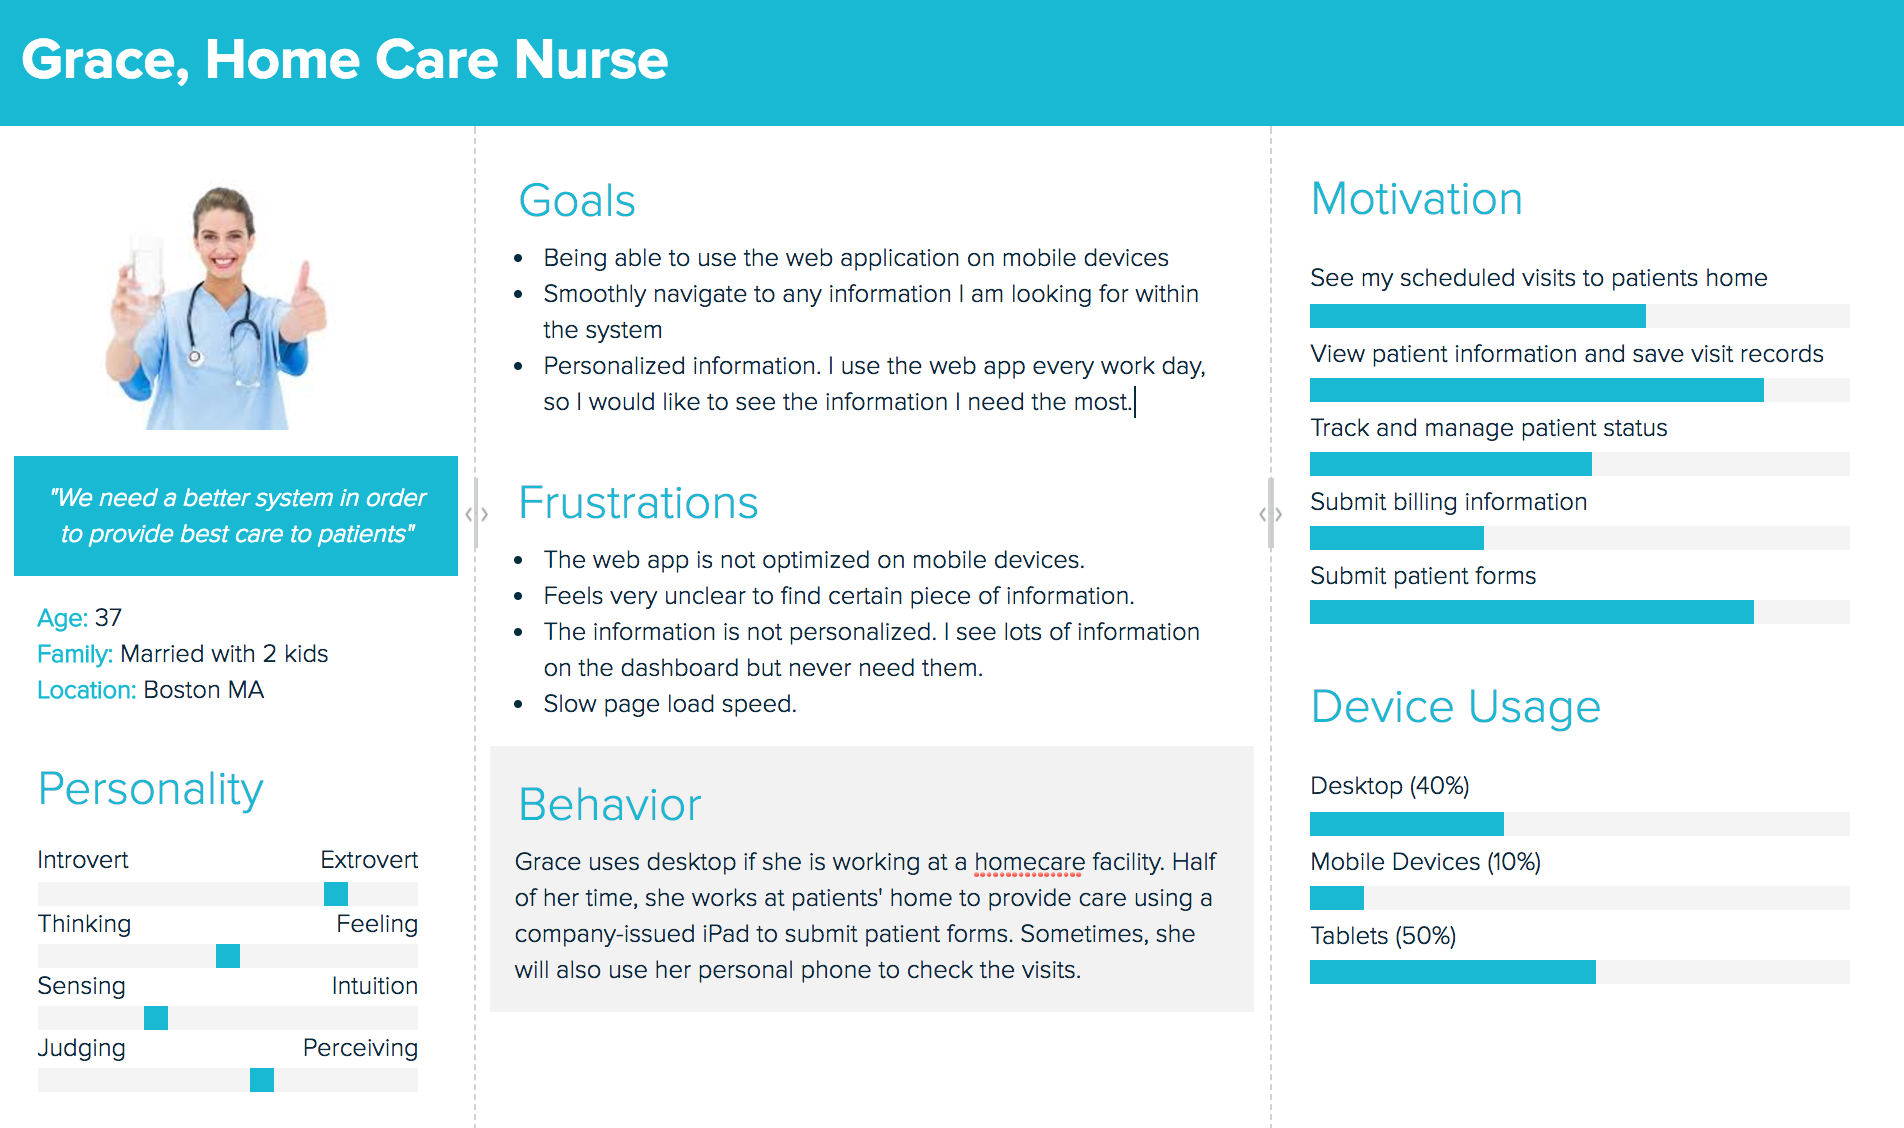 Grace, Home Care Nurse
"We need a better system in order
to provide best care to patients"
Age: 37
Family: Married with 2 kids
Location: Boston MA
Personality
Introvert Extrovert
Thinking Feeling
Sensing Intuition
Judging Perceiving
Goals
• Being able to use the web application on mobile devices
• Smoothly navigate to any information I am looking for within
the system
• Personalized information. I use the web app every work day,
so I would like to see the information I need the most.
Frustrations
• The web app is not optimized on mobile devices.
• Feels very unclear to find certain piece of information.
• The information is not personalized. I see lots of information
on the dashboard but never need them.
• Slow page load speed.
Behavior
Grace uses desktop if she is working at a homecare facility. Half
of her time, she works at patients' home to provide care using a
company-issued iPad to submit patient forms. Sometimes, she
will also use her personal phone to check the visits.
Motivation
See my scheduled visits to patients home
View patient information and save visit records
Track and manage patient status
Submit billing information
Submit patient forms
Device Usage
Desktop (40%)
Mobile Devices (10%)
Tablets (50%)